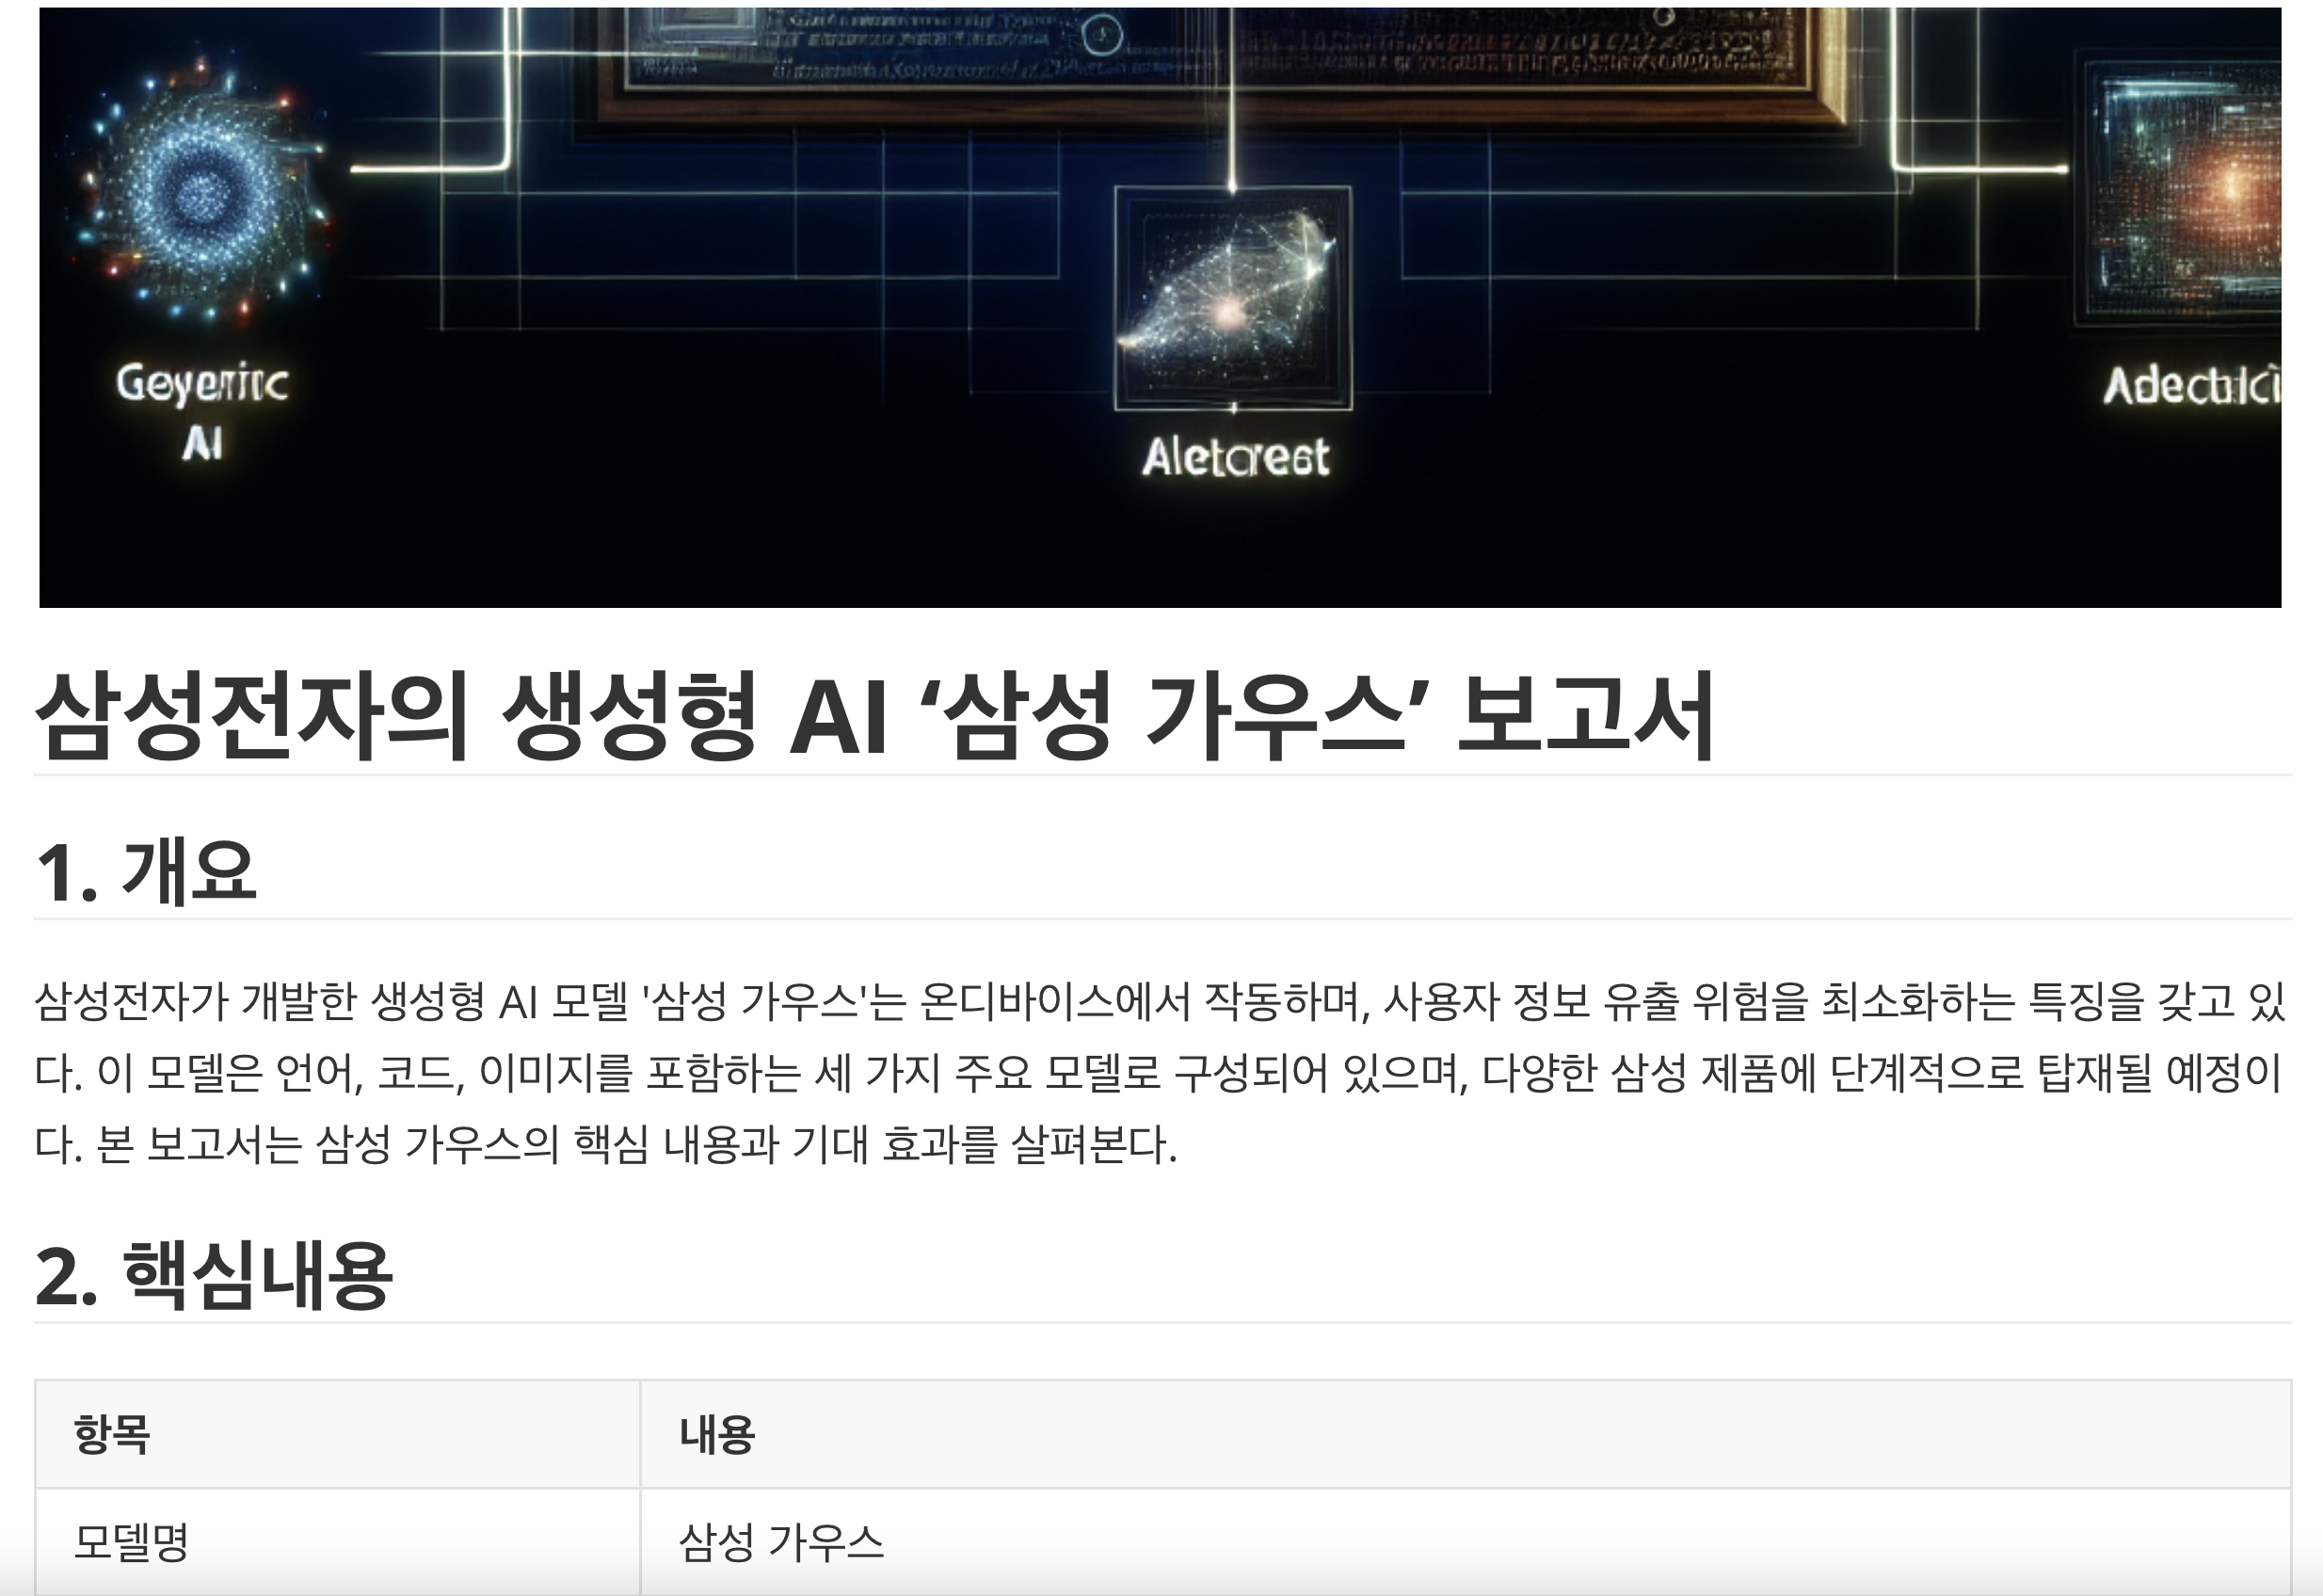 Geyenric
AI
Aletqrest
삼성전자의 생성형 AI ‘삼성 가우스’ 보고서
1. 개요
삼성전자가 개발한 생성형 AI 모델 '삼성 가우스'는 온디바이스에서 작동하며, 사용자 정보 유출 위험을 최소화하는 특징을 갖고 있
다. 이 모델은 언어, 코드, 이미지를 포함하는 세 가지 주요 모델로 구성되어 있으며, 다양한 삼성 제품에 단계적으로 탑재될 예정이
다. 본 보고서는 삼성 가우스의 핵심 내용과 기대 효과를 살펴본다.
2. 핵심내용
항목 내용
모델명 삼성 가우스